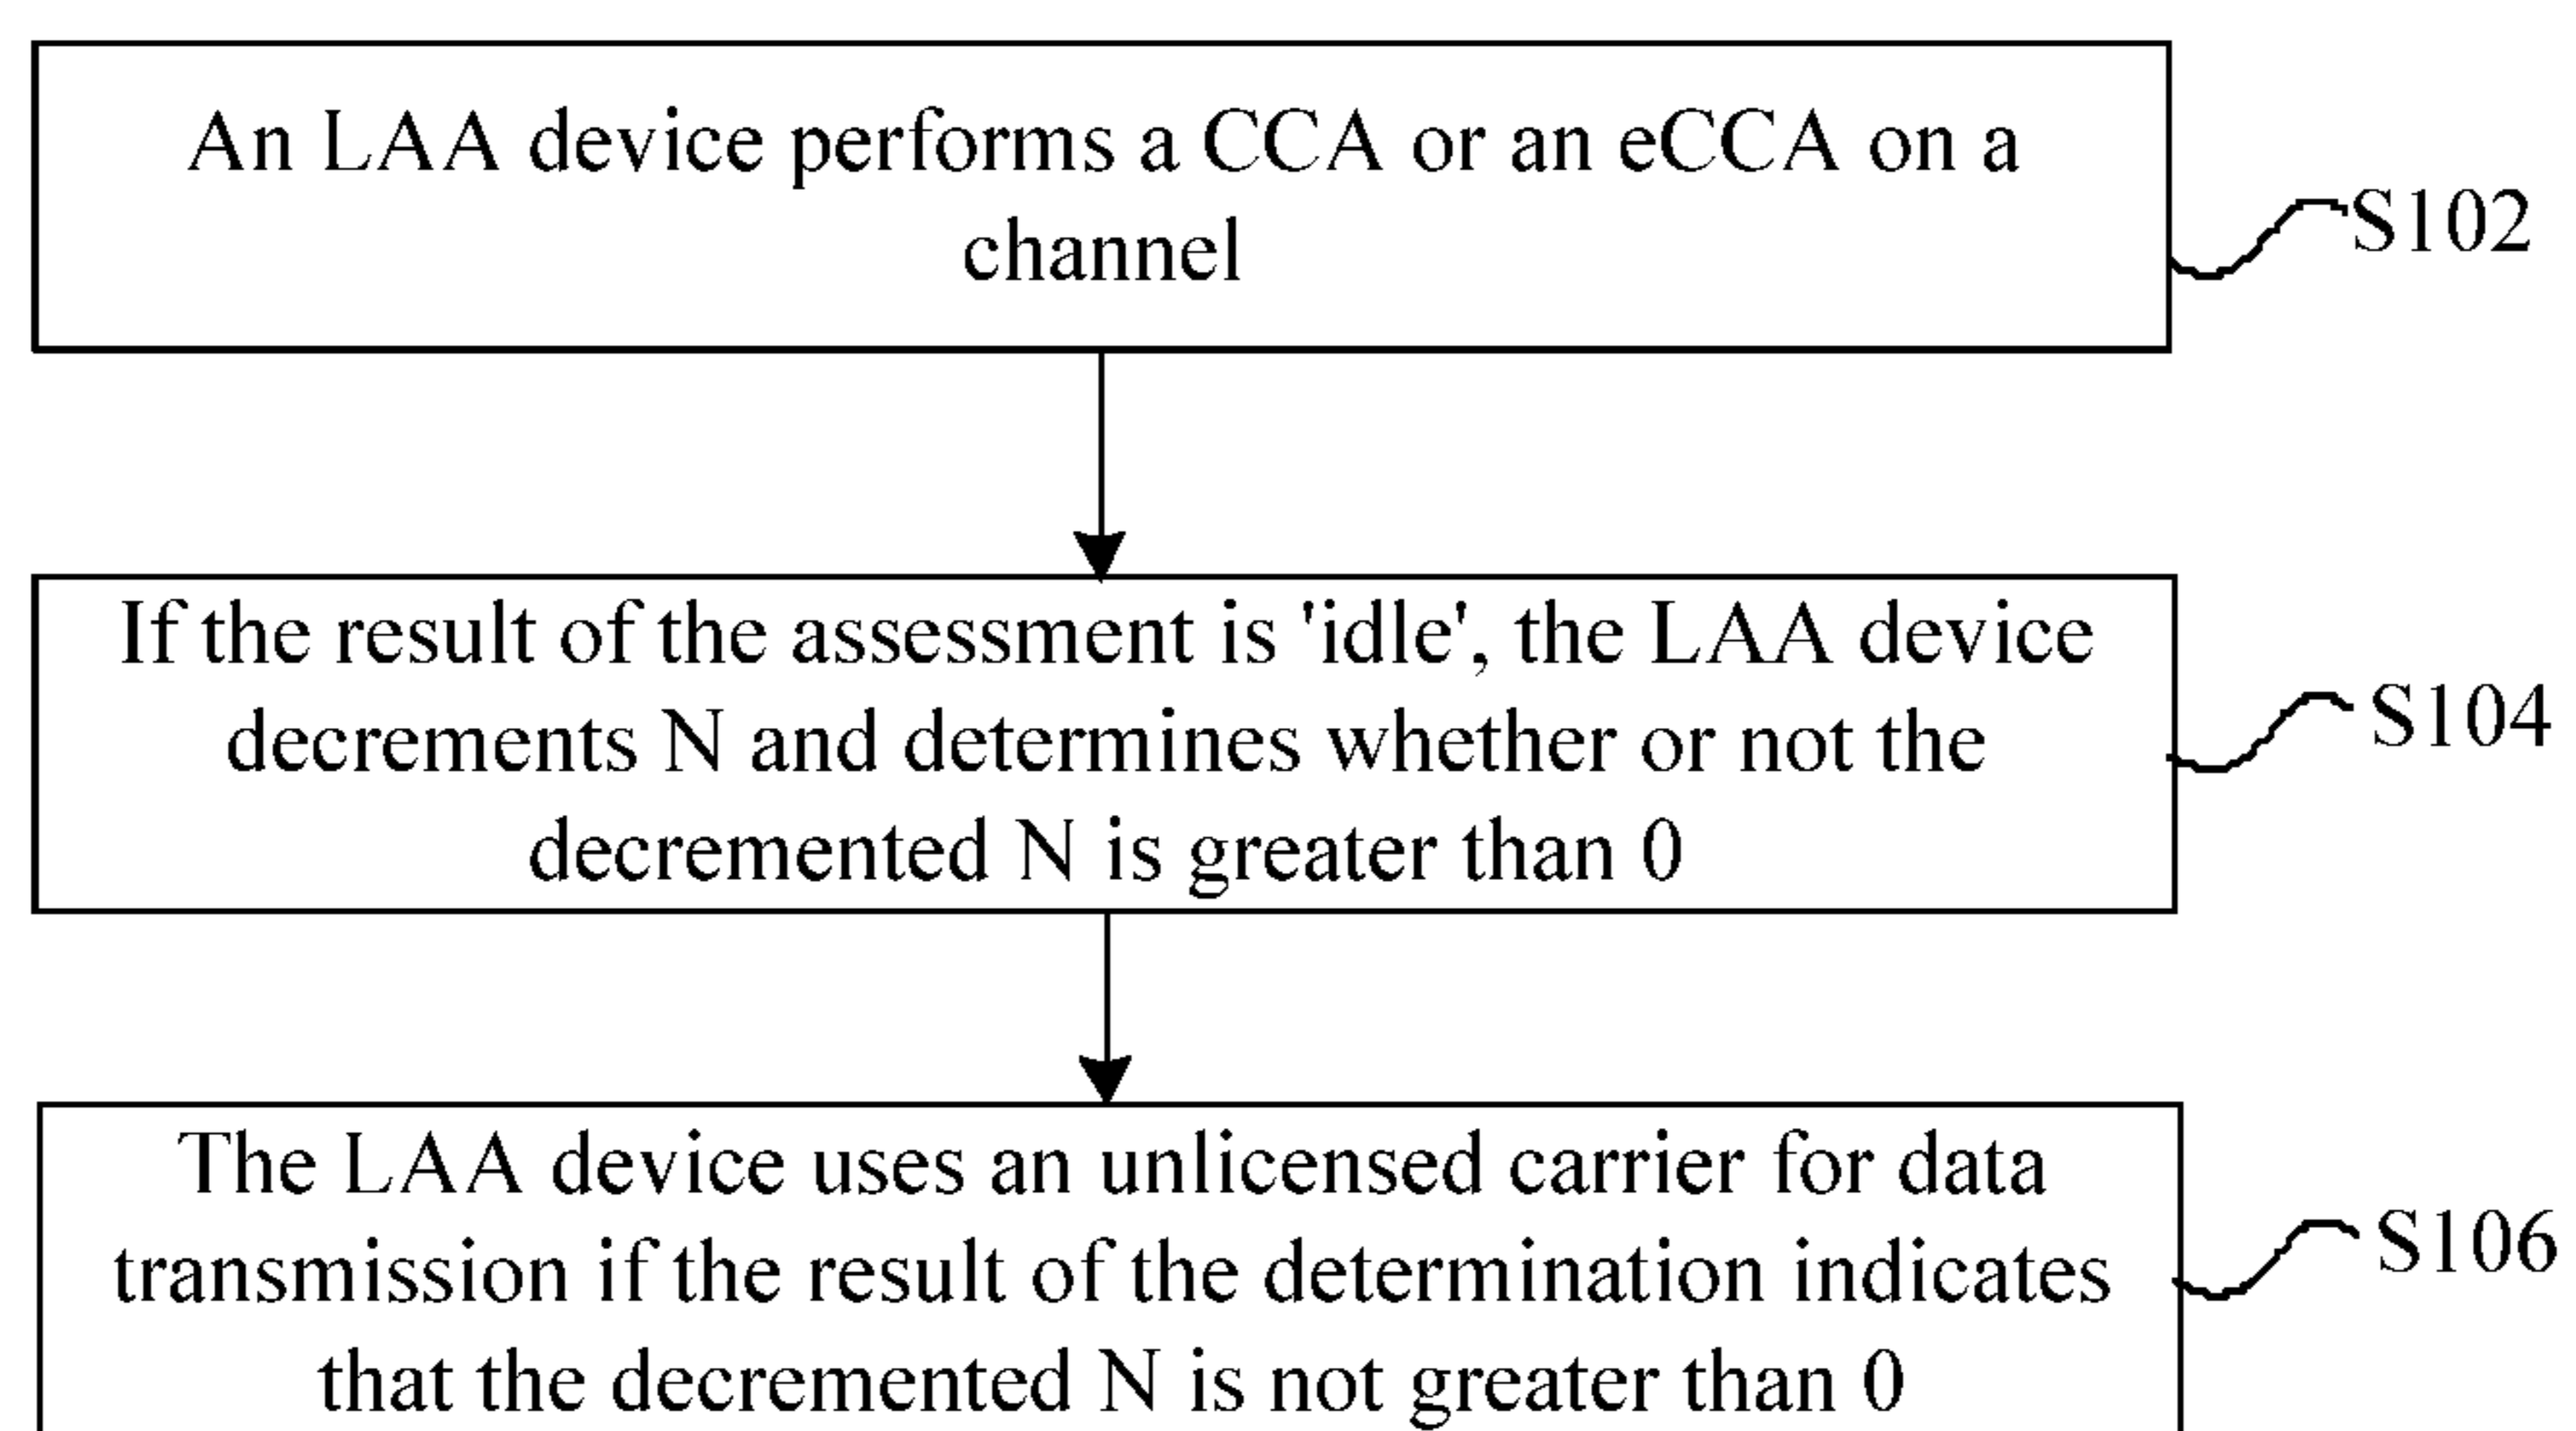 An LAA device performs a CCA or an eCCA on a
channel
S102
If the result of the assessment is 'idle', the LAA device
decrements N and determines whether or not the
decremented N is greater than 0
S104
The LAA device uses an unlicensed carrier for data
transmission if the result of the determination indicates
that the decremented N is not greater than 0
S106